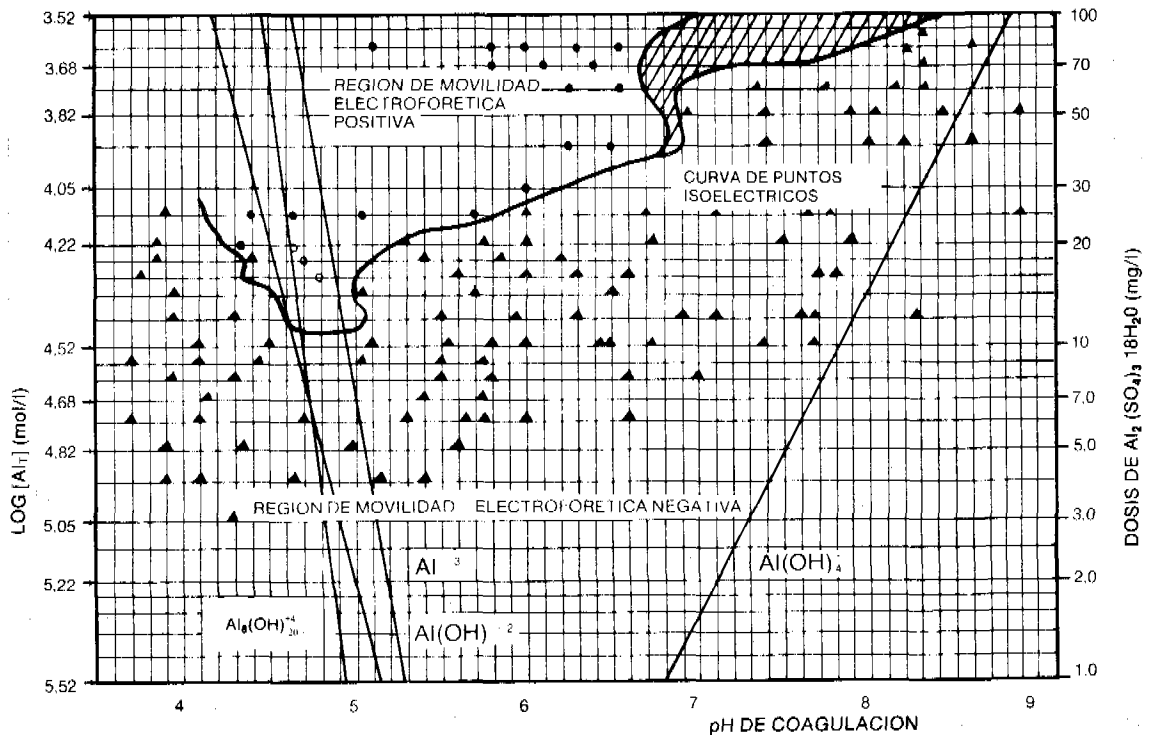 3.52
3.68
3.82
4.05
4.22
4.52
4.68
4.82
5.05
5.22
5.52
LOG [Al_T] (mol/l)
100
70
50
30
20
10
7.0
5.0
3.0
2.0
1.0
DOSIS DE Al₂ (SO₄)₃ 18H₂0 (mg/l)
REGION DE MOVILIDAD
ELECTROFORETICA
POSITIVA
CURVA DE PUNTOS
ISOELECTRICOS
REGION DE MOVILIDAD ELECTROFORETICA NEGATIVA
Al ³
Al(OH)₄
Al₈(OH)₂₀⁺⁴
Al(OH) ⁻²
4 5 6 7 8 9
pH DE COAGULACION